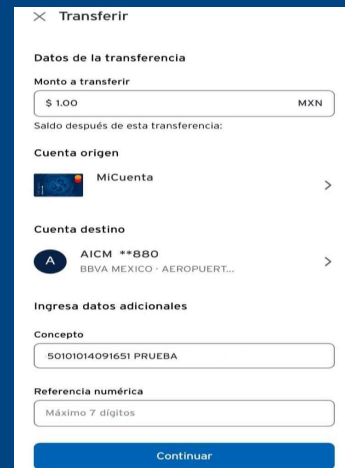 × Transferir
Datos de la transferencia
Monto a transferir
$ 1.00 MXN
Saldo después de esta transferencia:
Cuenta origen
MiCuenta
Cuenta destino
A AICM **880
BBVA MEXICO - AEROPUERT...
Ingresa datos adicionales
Concepto
50101014091651 PRUEBA
Referencia numérica
Máximo 7 dígitos
Continuar